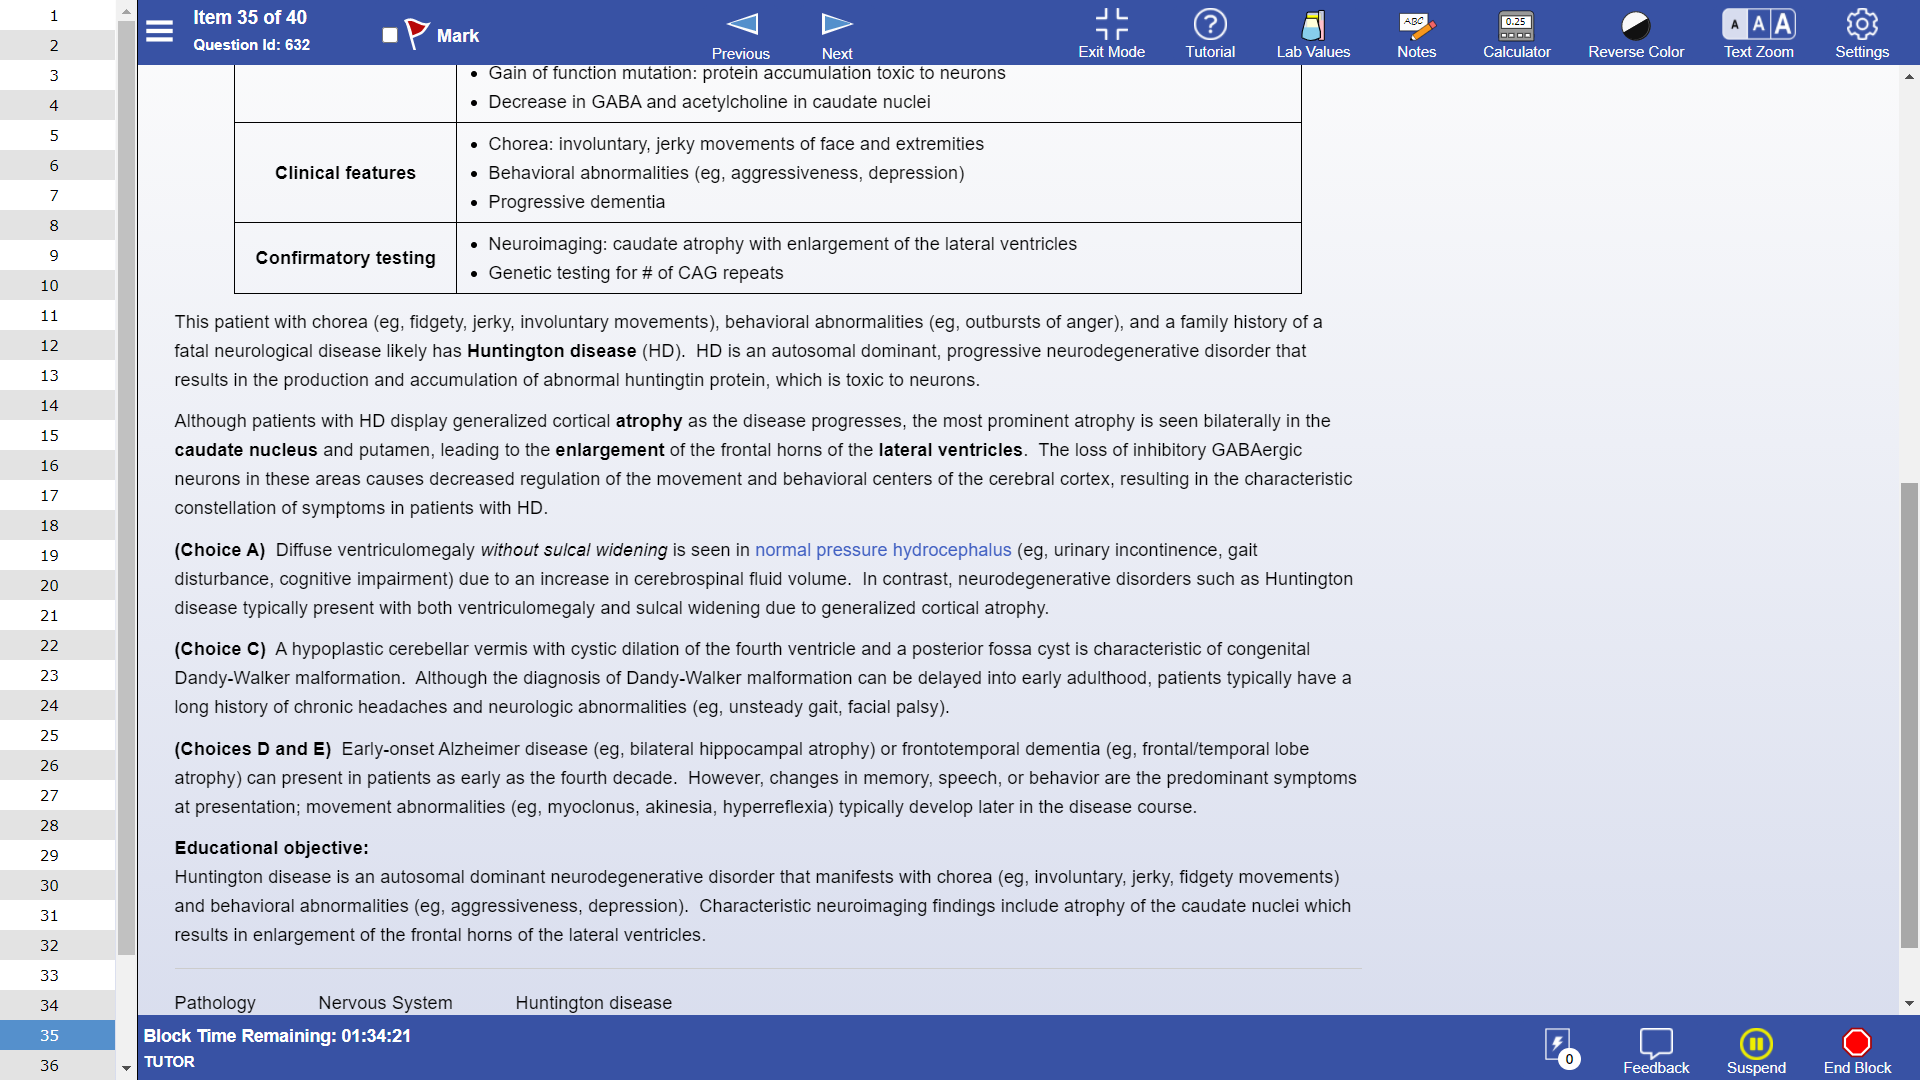 1
2
3
4
5
6
7
8
9
10
11
12
13
14
15
16
17
18
19
20
21
22
23
24
25
26
27
28
29
30
31
32
33
34
35
36
Item 35 of 40
Question Id: 632
Mark
Previous
Next
Exit Mode
? Tutorial
Lab Values
ABC Notes
0.25 Calculator
Reverse Color
A A A Text Zoom
Settings
• Gain of function mutation: protein accumulation toxic to neurons
• Decrease in GABA and acetylcholine in caudate nuclei
Clinical features
• Chorea: involuntary, jerky movements of face and extremities
• Behavioral abnormalities (eg, aggressiveness, depression)
• Progressive dementia
Confirmatory testing
• Neuroimaging: caudate atrophy with enlargement of the lateral ventricles
• Genetic testing for # of CAG repeats
This patient with chorea (eg, fidgety, jerky, involuntary movements), behavioral abnormalities (eg, outbursts of anger), and a family history of a
fatal neurological disease likely has Huntington disease (HD). HD is an autosomal dominant, progressive neurodegenerative disorder that
results in the production and accumulation of abnormal huntingtin protein, which is toxic to neurons.
Although patients with HD display generalized cortical atrophy as the disease progresses, the most prominent atrophy is seen bilaterally in the
caudate nucleus and putamen, leading to the enlargement of the frontal horns of the lateral ventricles. The loss of inhibitory GABAergic
neurons in these areas causes decreased regulation of the movement and behavioral centers of the cerebral cortex, resulting in the characteristic
constellation of symptoms in patients with HD.
(Choice A) Diffuse ventriculomegaly without sulcal widening is seen in normal pressure hydrocephalus (eg, urinary incontinence, gait
disturbance, cognitive impairment) due to an increase in cerebrospinal fluid volume. In contrast, neurodegenerative disorders such as Huntington
disease typically present with both ventriculomegaly and sulcal widening due to generalized cortical atrophy.
(Choice C) A hypoplastic cerebellar vermis with cystic dilation of the fourth ventricle and a posterior fossa cyst is characteristic of congenital
Dandy-Walker malformation. Although the diagnosis of Dandy-Walker malformation can be delayed into early adulthood, patients typically have a
long history of chronic headaches and neurologic abnormalities (eg, unsteady gait, facial palsy).
(Choices D and E) Early-onset Alzheimer disease (eg, bilateral hippocampal atrophy) or frontotemporal dementia (eg, frontal/temporal lobe
atrophy) can present in patients as early as the fourth decade. However, changes in memory, speech, or behavior are the predominant symptoms
at presentation; movement abnormalities (eg, myoclonus, akinesia, hyperreflexia) typically develop later in the disease course.
Educational objective:
Huntington disease is an autosomal dominant neurodegenerative disorder that manifests with chorea (eg, involuntary, jerky, fidgety movements)
and behavioral abnormalities (eg, aggressiveness, depression). Characteristic neuroimaging findings include atrophy of the caudate nuclei which
results in enlargement of the frontal horns of the lateral ventricles.
Pathology Nervous System Huntington disease
Block Time Remaining: 01:34:21
TUTOR
0
Feedback
Suspend
End Block